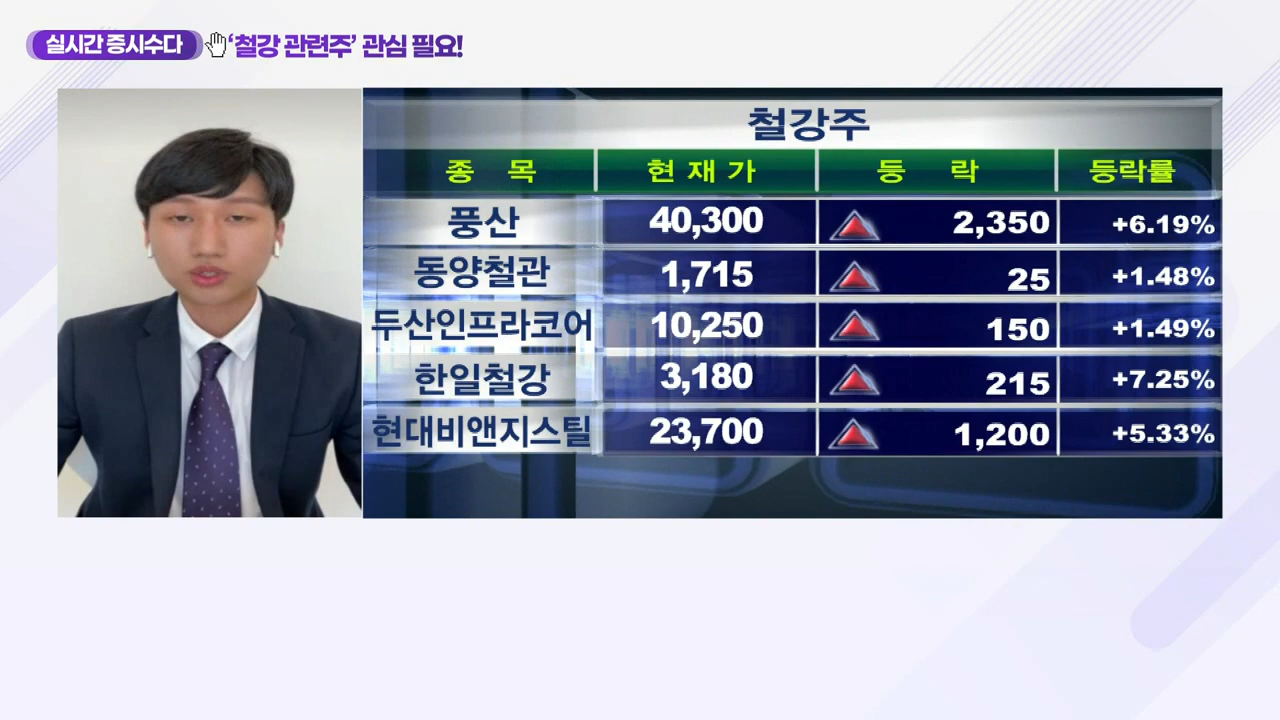 실시간 증시수다 ‘철강 관련주’ 관심 필요!
철강주
종 목 현 재 가 등 락 등락률
풍산 40,300 2,350 +6.19%
동양철관 1,715 25 +1.48%
두산인프라코어 10,250 150 +1.49%
한일철강 3,180 215 +7.25%
현대비앤지스틸 23,700 1,200 +5.33%